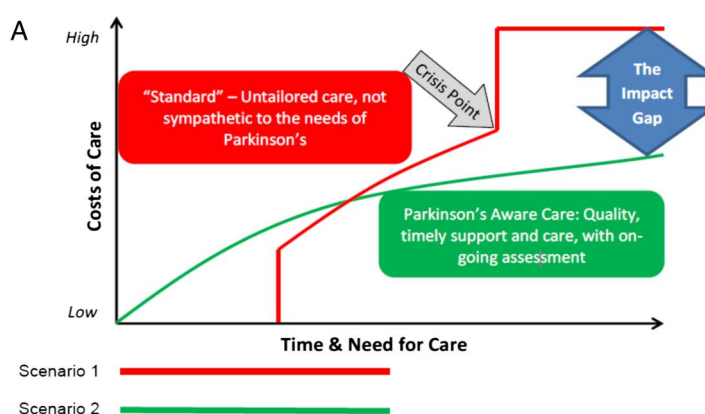 A
High
"Standard" – Untailored care, not
sympathetic to the needs of
Parkinson's
Crisis Point
The
Impact
Gap
Costs of Care
Parkinson's Aware Care: Quality,
timely support and care, with on-
going assessment
Low
Time & Need for Care
Scenario 1
Scenario 2